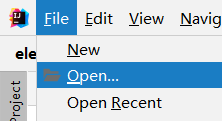 File Edit View Navig
ele
New
Open...
Open Recent
Project